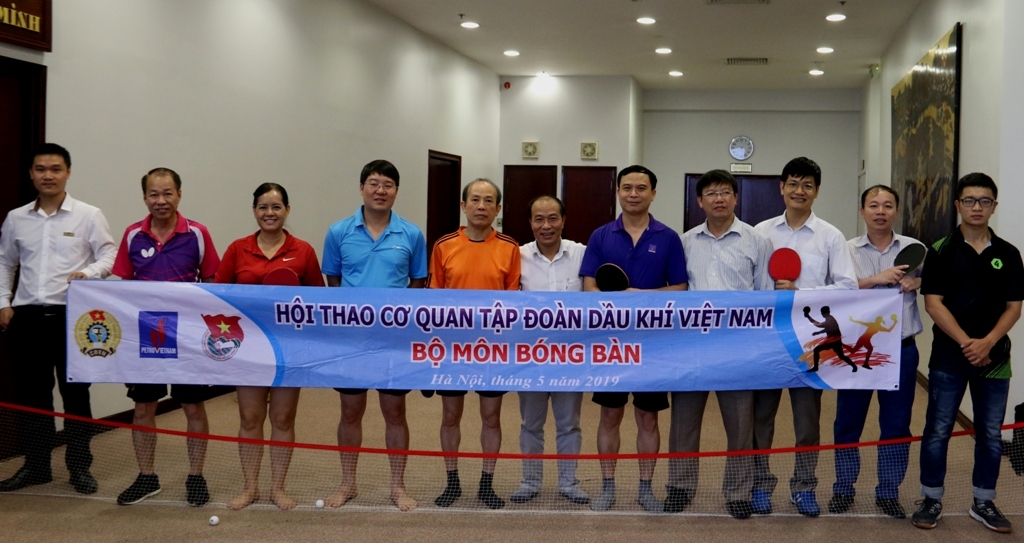 MINH
HỘI THAO CƠ QUAN TẬP ĐOÀN DẦU KHÍ VIỆT NAM
PETROVIETNAM
BỘ MÔN BÓNG BÀN
Hà Nội, tháng 5 năm 2019